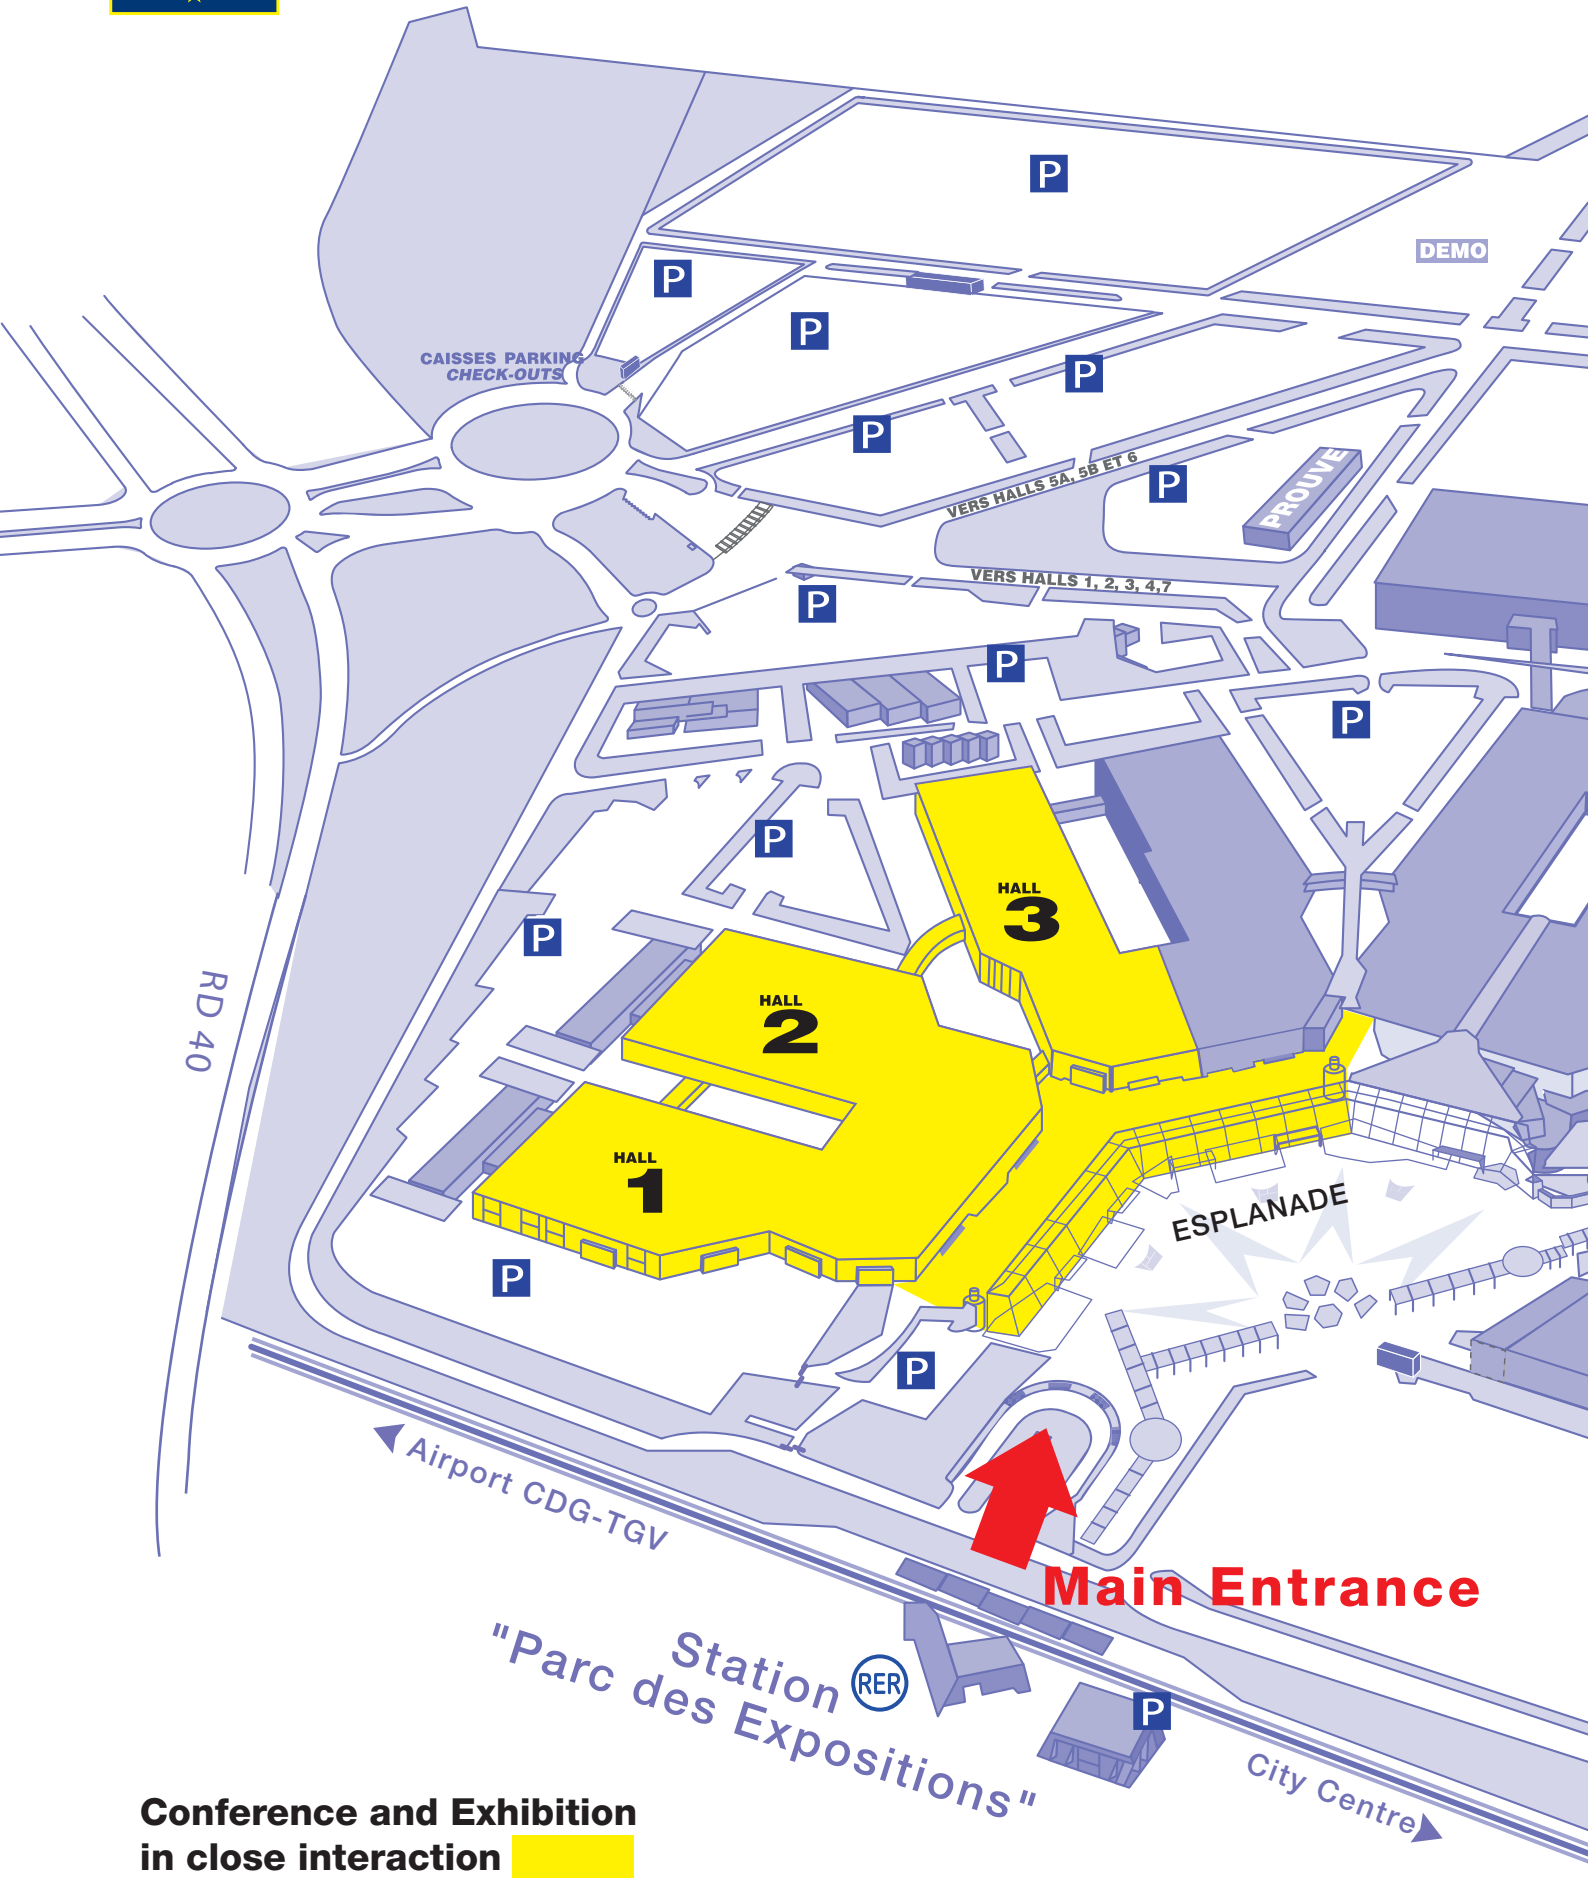 P
DEMO
P
P
CAISSES PARKING
CHECK-OUTS
P
P
VERS HALLS 5A, 5B ET 6
P
PROUVE
VERS HALLS 1, 2, 3, 4,7
P
P
P
P
HALL
3
P
RD 40
HALL
2
HALL
1
ESPLANADE
P
P
Airport CDG-TGV
Main Entrance
Station
RER
"Parc des Expositions"
P
City Centre
Conference and Exhibition
in close interaction